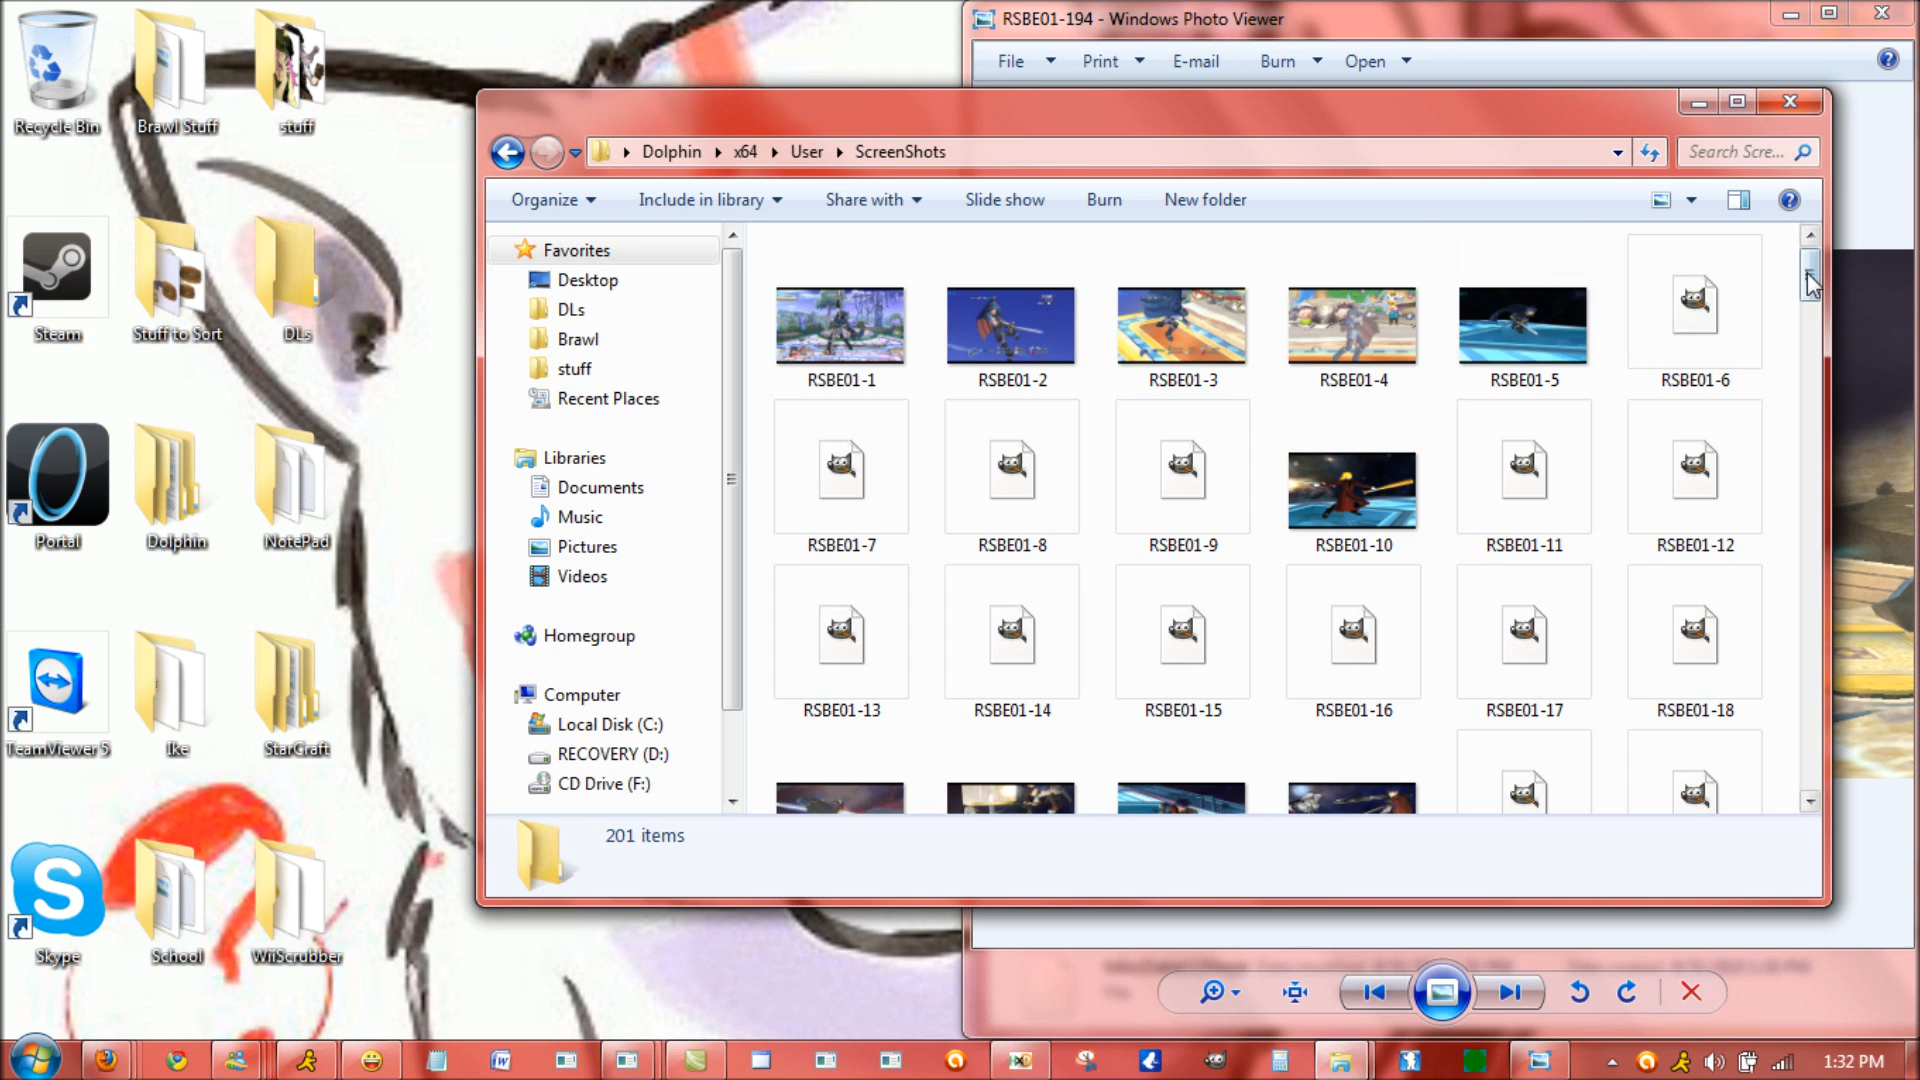 RSBE01-194 - Windows Photo Viewer
File Print E-mail Burn Open
Recycle Bin
Brawl Stuff
stuff
Steam
Stuff to Sort
DLs
Portal
Dolphin
NotePad
TeamViewer 5
Ike
StarCraft
Skype
School
WiiScrubber
Dolphin x64 User ScreenShots
Search Scre...
Organize Include in library Share with Slide show Burn New folder
Favorites
Desktop
DLs
Brawl
stuff
Recent Places
Libraries
Documents
Music
Pictures
Videos
Homegroup
Computer
Local Disk (C:)
RECOVERY (D:)
CD Drive (F:)
RSBE01-1 RSBE01-2 RSBE01-3 RSBE01-4 RSBE01-5 RSBE01-6
RSBE01-7 RSBE01-8 RSBE01-9 RSBE01-10 RSBE01-11 RSBE01-12
RSBE01-13 RSBE01-14 RSBE01-15 RSBE01-16 RSBE01-17 RSBE01-18
201 items
1:32 PM